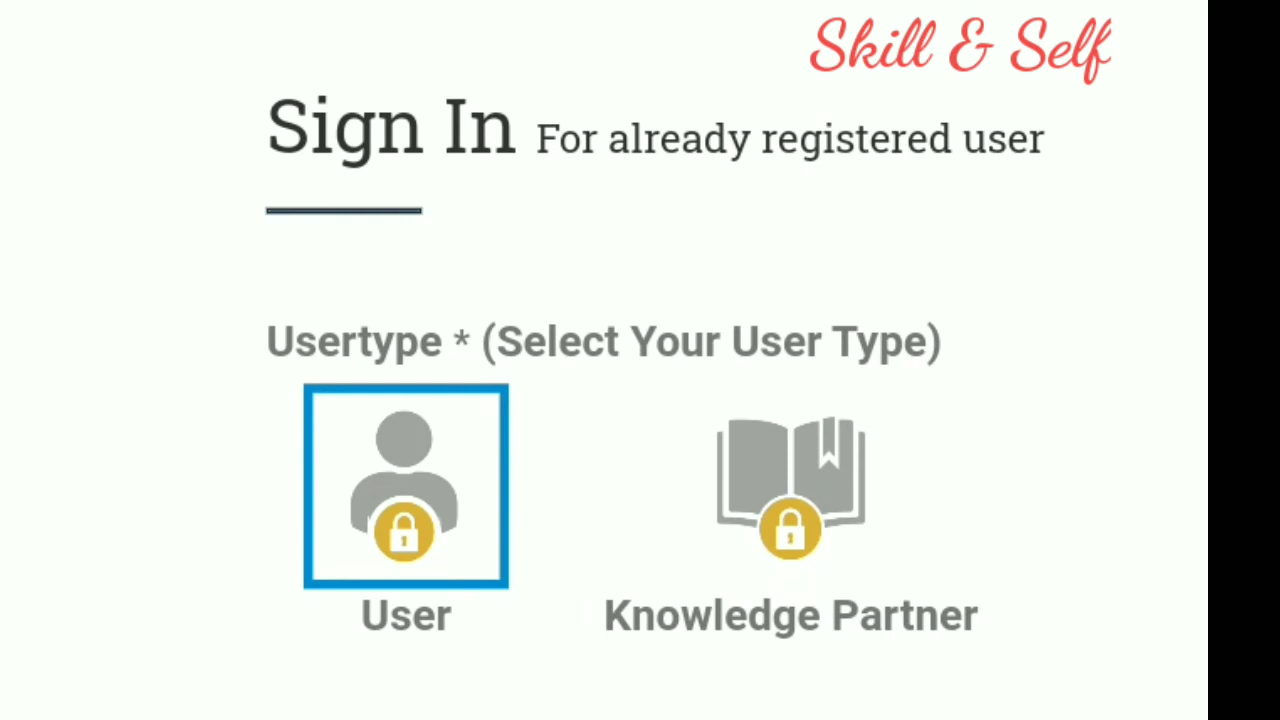 Skill & Self
Sign In For already registered user
Usertype * (Select Your User Type)
User
Knowledge Partner